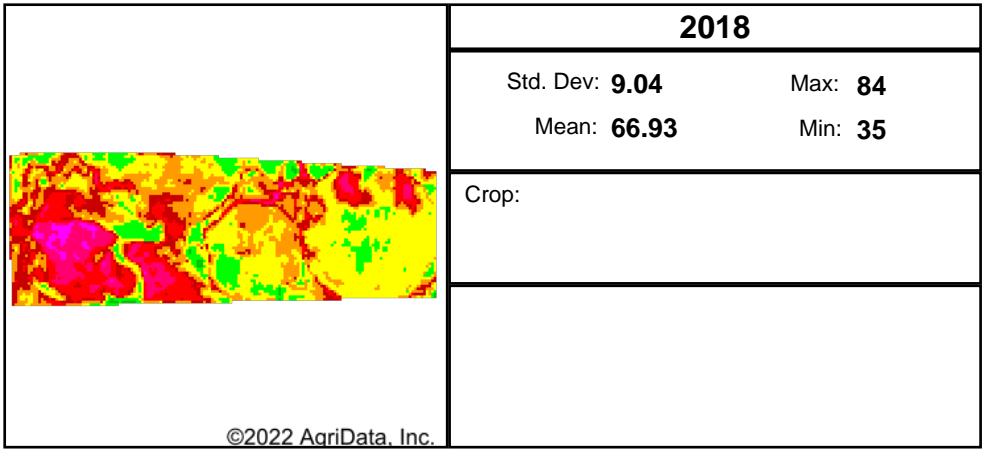 2018
Std. Dev: 9.04 Max: 84
Mean: 66.93 Min: 35
Crop:
©2022 AgriData, Inc.